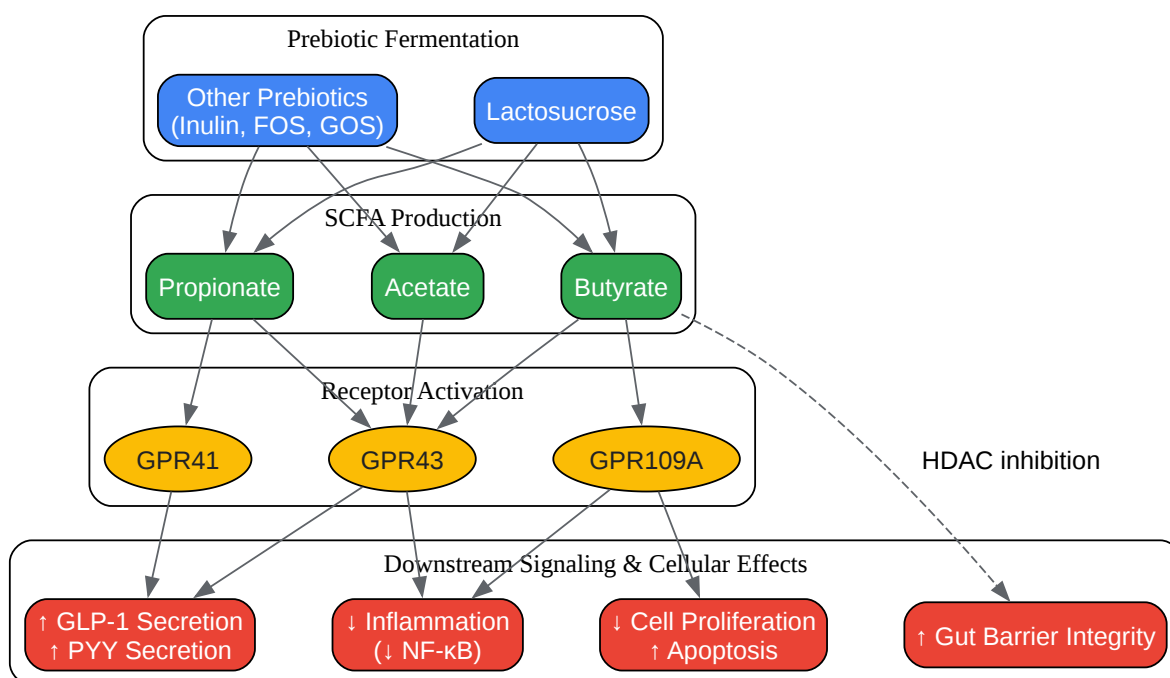 Prebiotic Fermentation
Other Prebiotics
(Inulin, FOS, GOS)
Lactosucrose
SCFA Production
Propionate
Acetate
Butyrate
Receptor Activation
GPR41
GPR43
GPR109A
HDAC inhibition
Downstream Signaling & Cellular Effects
↑ GLP-1 Secretion
↑ PYY Secretion
↓ Inflammation
(↓ NF-κB)
↓ Cell Proliferation
↑ Apoptosis
↑ Gut Barrier Integrity